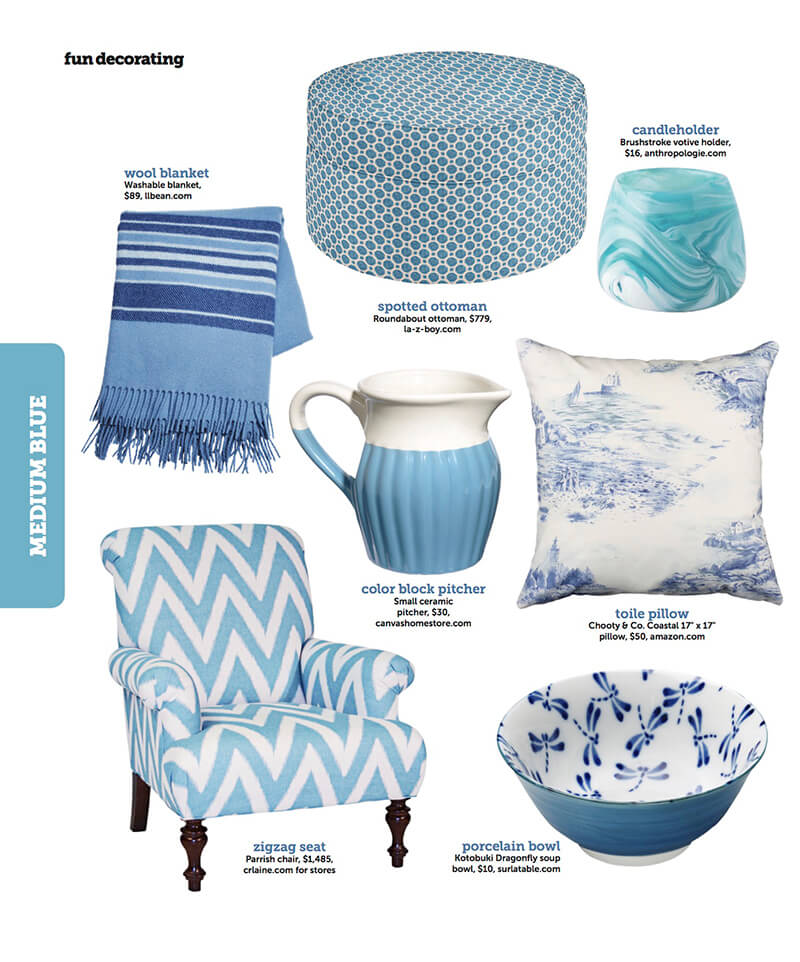 fun decorating
candleholder
Brushstroke votive holder,
$16, anthropologie.com
wool blanket
Washable blanket,
$89, llbean.com
spotted ottoman
Roundabout ottoman, $779,
la-z-boy.com
MEDIUM BLUE
color block pitcher
Small ceramic
pitcher, $30,
canvashomestore.com
toile pillow
Chooty & Co. Coastal 17" x 17"
pillow, $50, amazon.com
zigzag seat
Parrish chair, $1,485,
crlaine.com for stores
porcelain bowl
Kotobuki Dragonfly soup
bowl, $10, surlatable.com